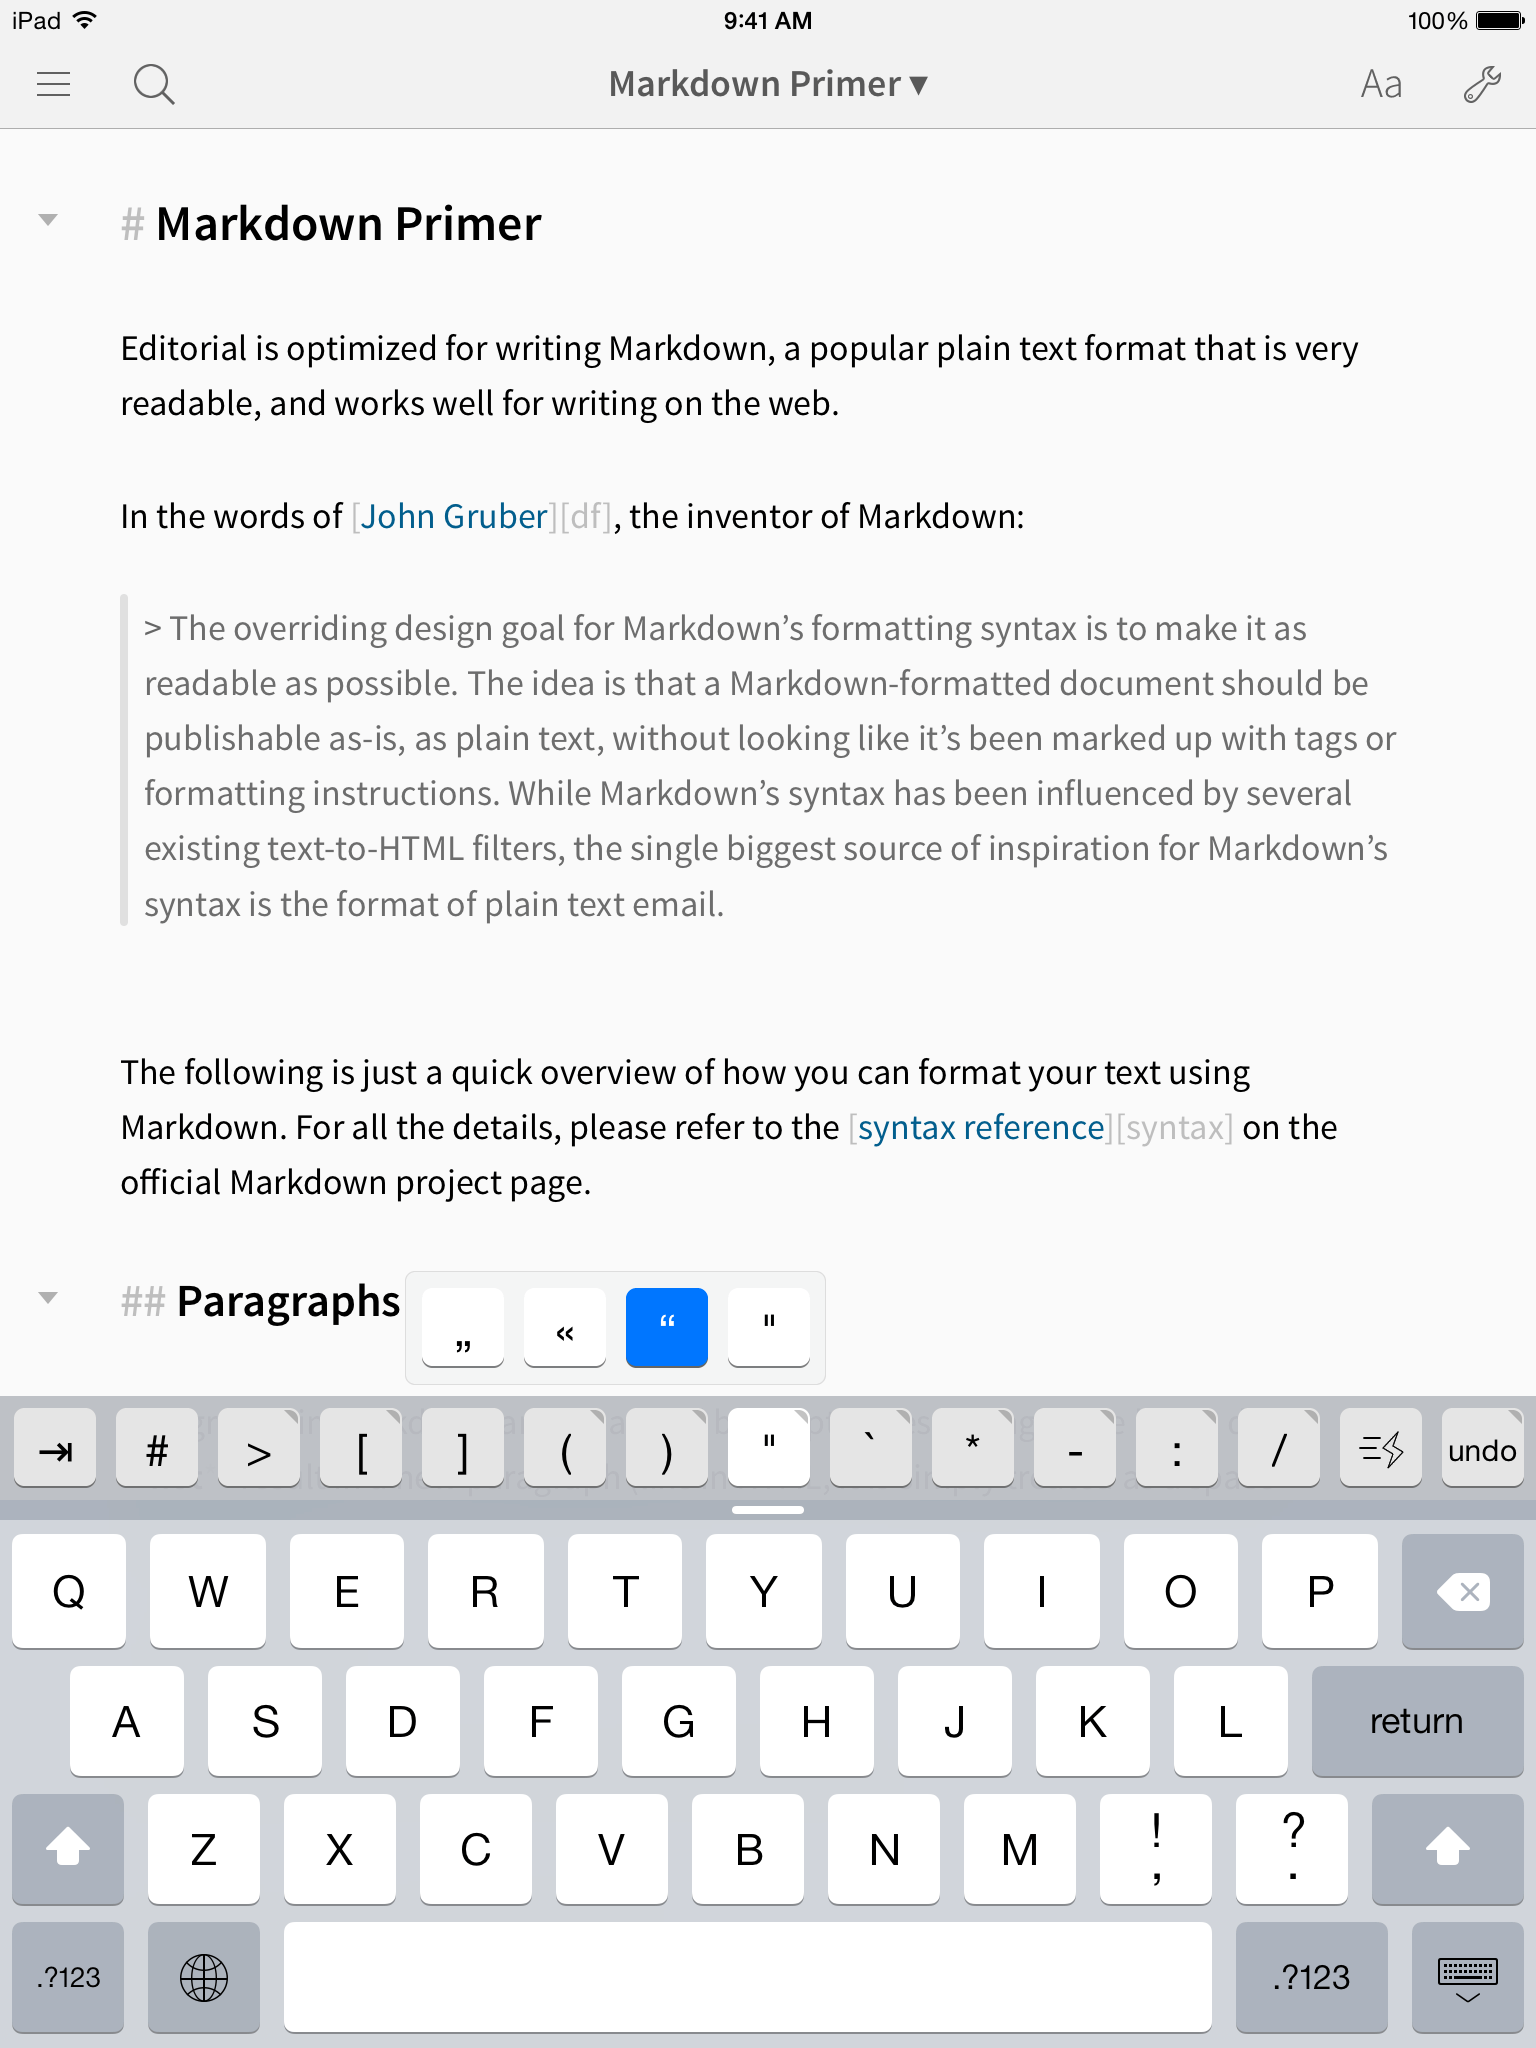 iPad 9:41 AM 100%
Markdown Primer ▾ Aa
# Markdown Primer
Editorial is optimized for writing Markdown, a popular plain text format that is very
readable, and works well for writing on the web.
In the words of [John Gruber][df], the inventor of Markdown:
> The overriding design goal for Markdown’s formatting syntax is to make it as
readable as possible. The idea is that a Markdown-formatted document should be
publishable as-is, as plain text, without looking like it’s been marked up with tags or
formatting instructions. While Markdown’s syntax has been influenced by several
existing text-to-HTML filters, the single biggest source of inspiration for Markdown’s
syntax is the format of plain text email.
The following is just a quick overview of how you can format your text using
Markdown. For all the details, please refer to the [syntax reference][syntax] on the
official Markdown project page.
## Paragraphs
„ « “ "
⇥ # > [ ] ( ) " ` * - : / undo
Q W E R T Y U I O P
A S D F G H J K L return
Z X C V B N M ! , ? .
.?123 .?123